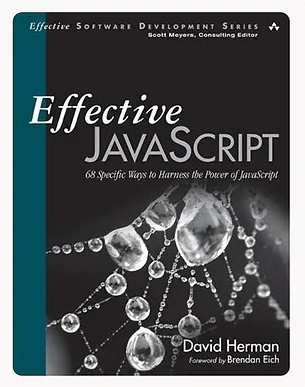 Effective Software Development Series
Scott Meyers, Consulting Editor
Effective
JavaScript
68 Specific Ways to Harness the Power of JavaScript
David Herman
Foreword by Brendan Eich